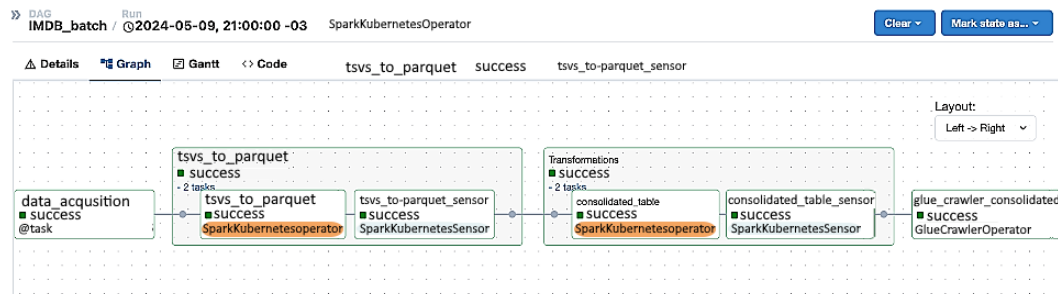 DAG
Run
IMDB_batch / 2024-05-09, 21:00:00 -03
SparkKubernetesOperator
Clear
Mark state as...
Details
Graph
Gantt
<> Code
tsvs_to_parquet success tsvs_to-parquet_sensor
Layout:
Left -> Right
tsvs_to_parquet
success
- 2 tasks
Transformations
success
- 2 tasks
data_acqusition
success
@task
tsvs_to_parquet
success
SparkKubernetesoperator
tsvs_to-parquet_sensor
success
SparkKubernetesSensor
consolidated_table
success
SparkKubernetesoperator
consolidated_table_sensor
success
SparkKubernetesSensor
glue_crawler_consolidated
success
GlueCrawlerOperator